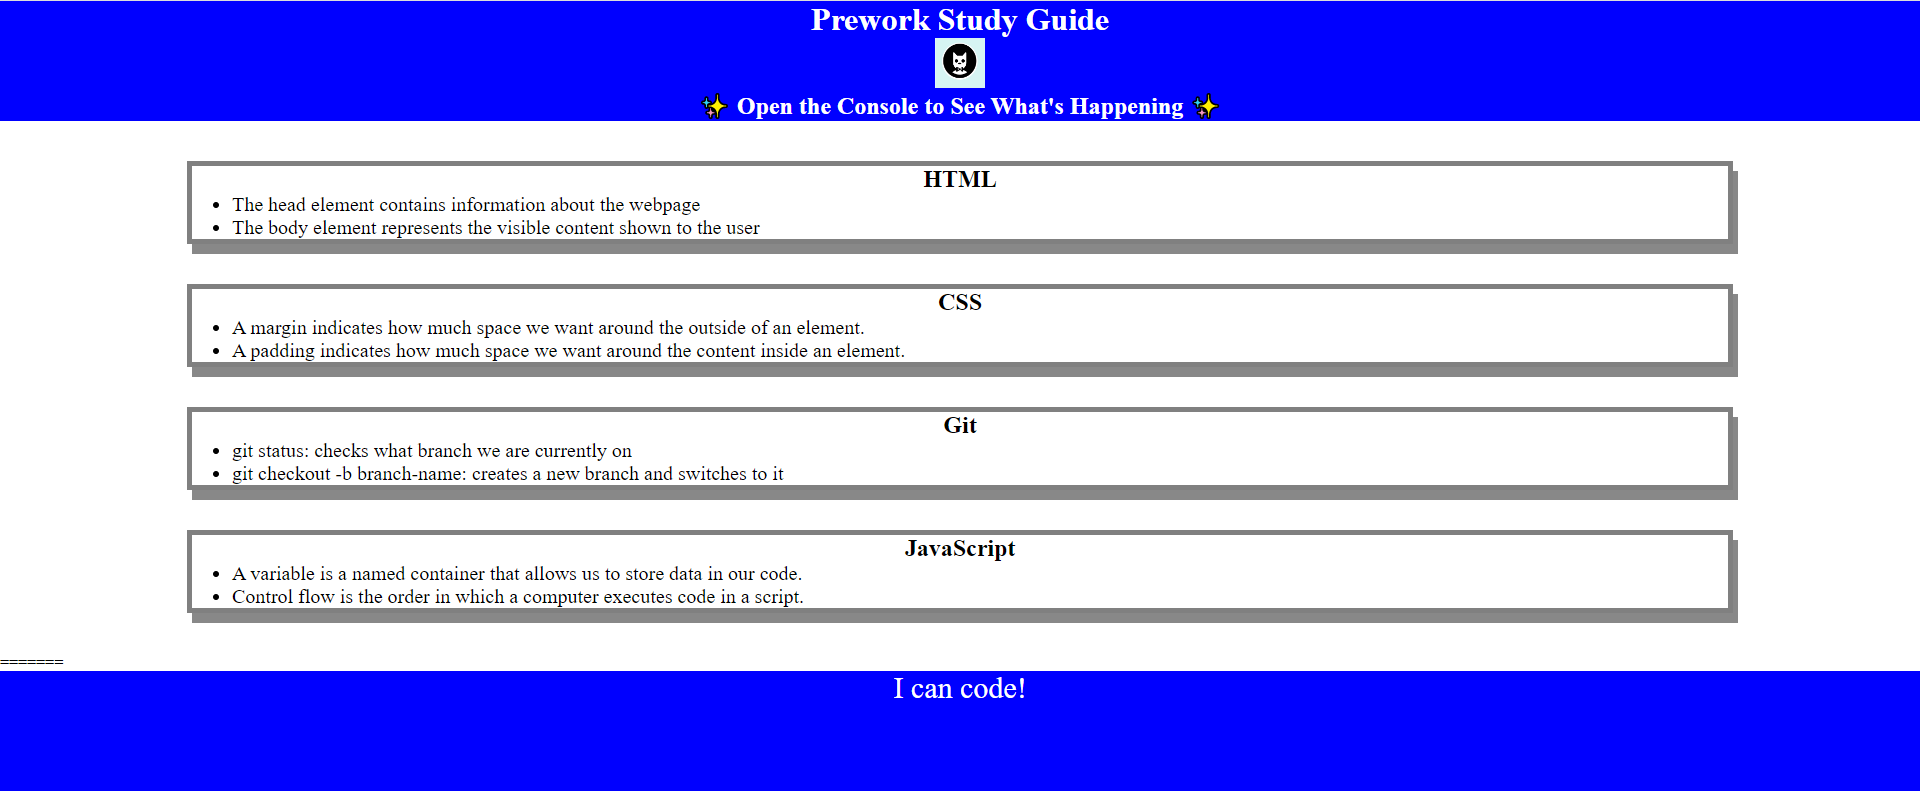 Prework Study Guide
✨ Open the Console to See What's Happening ✨
HTML
• The head element contains information about the webpage
• The body element represents the visible content shown to the user
CSS
• A margin indicates how much space we want around the outside of an element.
• A padding indicates how much space we want around the content inside an element.
Git
• git status: checks what branch we are currently on
• git checkout -b branch-name: creates a new branch and switches to it
JavaScript
• A variable is a named container that allows us to store data in our code.
• Control flow is the order in which a computer executes code in a script.
=======
I can code!